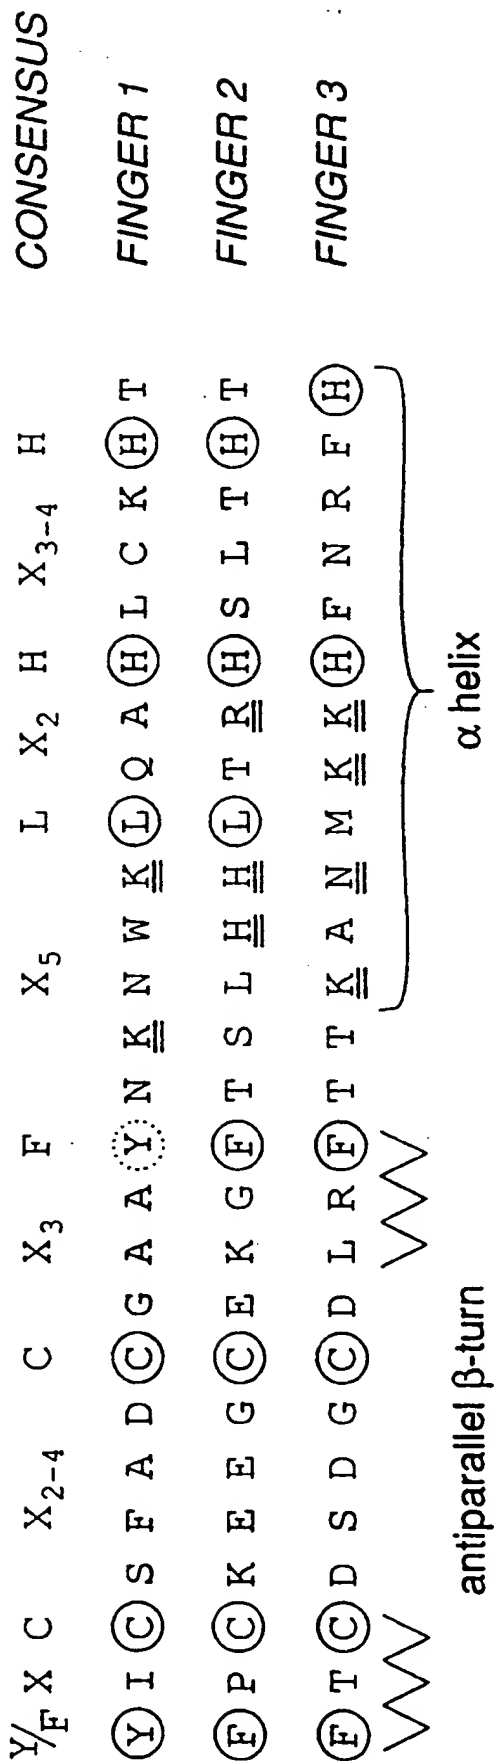 Y/F X C X₂₋₄ C X₃ F X₅ L X₂ H X₃₋₄ H CONSENSUS
Y I C S F A D C G A A Y N K N W K L Q A H L C K H T FINGER 1
F P C K E E G C E K G F T S L H H L T R H S L T H T FINGER 2
F T C D S D G C D L R F T T K A N M K K H F N R F H FINGER 3
antiparallel β-turn α helix